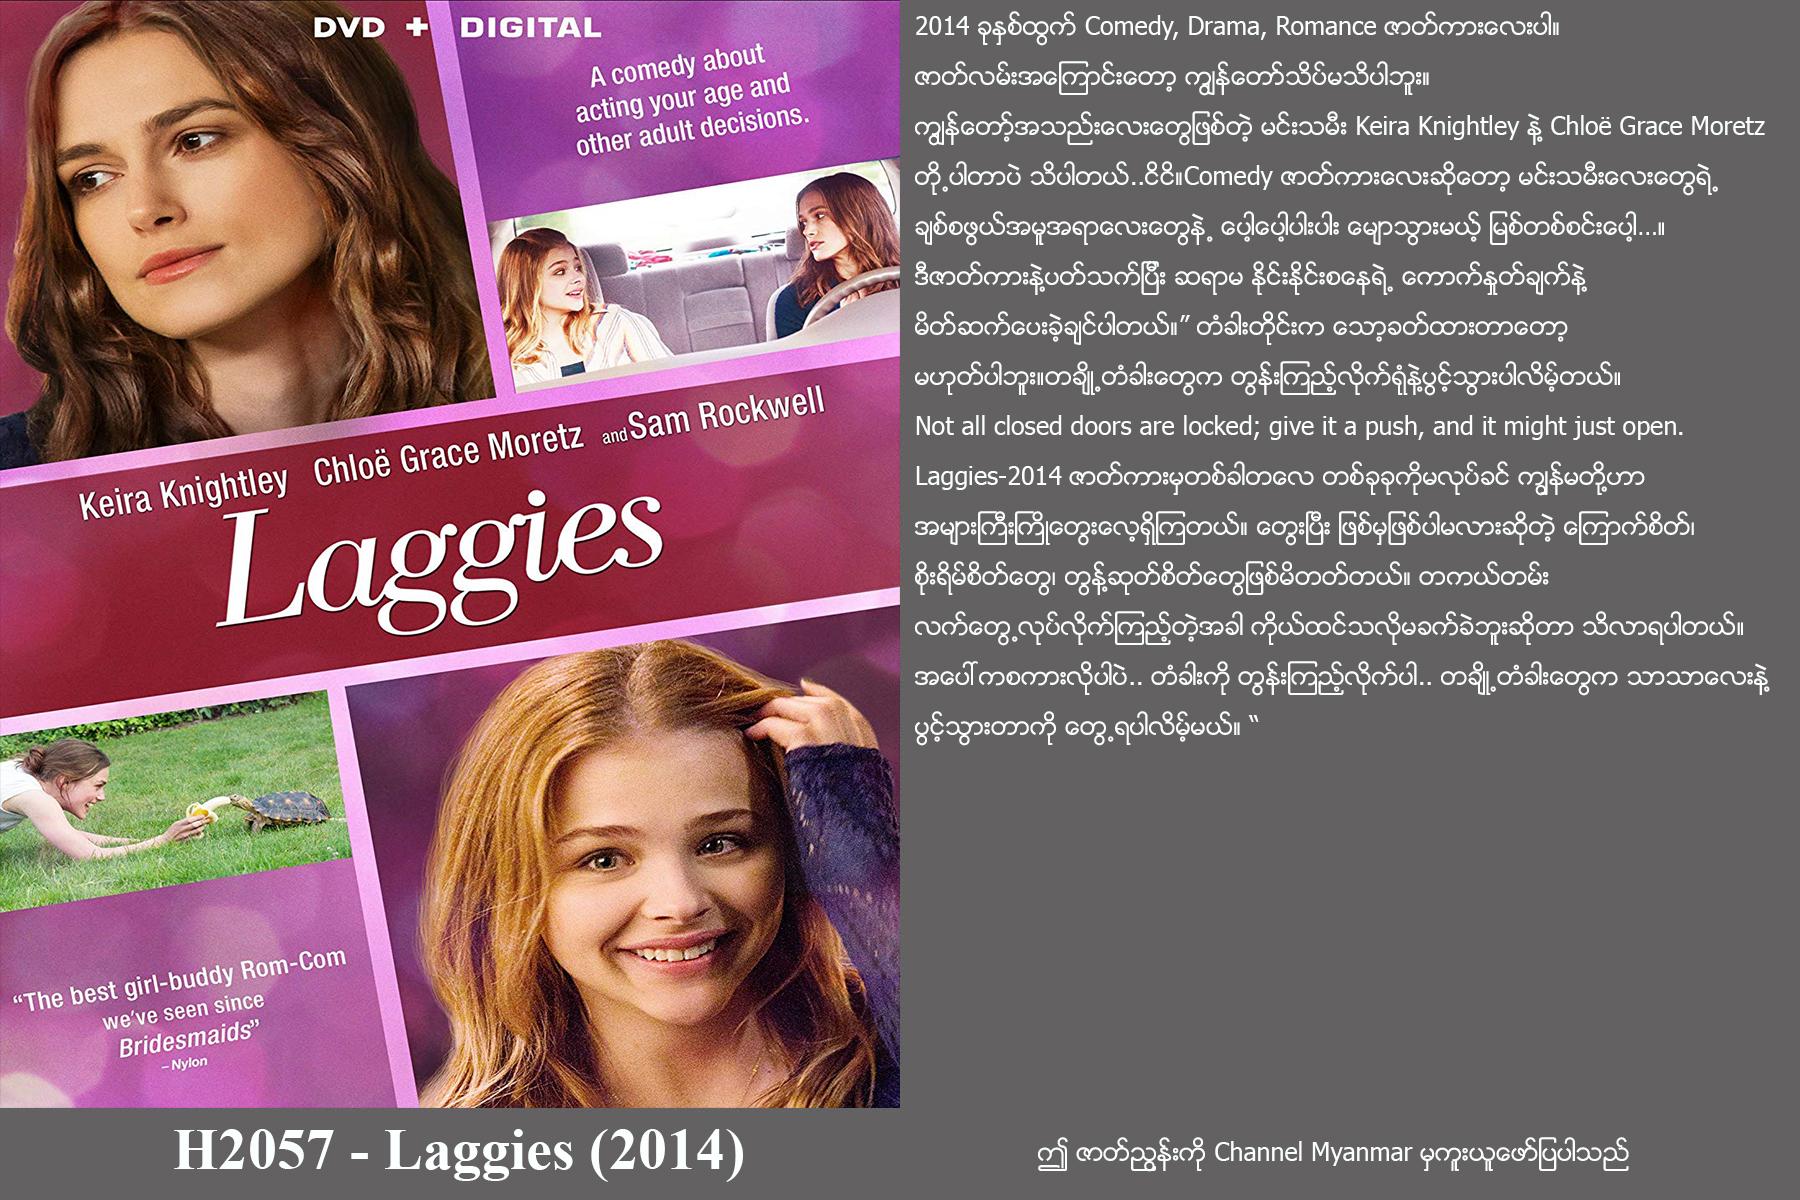 DVD + DIGITAL
A comedy about
acting your age and
other adult decisions.
Keira Knightley Chloë Grace Moretz and Sam Rockwell
Laggies
"The best girl-buddy Rom-Com
we've seen since
Bridesmaids"
– Nylon
H2057 - Laggies (2014)
2014 ခုနှစ်ထွက် Comedy, Drama, Romance ဇာတ်ကားလေးပါ။
ဇာတ်လမ်းအကြောင်းတော့ ကျွန်တော်သိပ်မသိပါဘူး။
ကျွန်တော့်အသည်းလေးတွေဖြစ်တဲ့ မင်းသမီး Keira Knightley နဲ့ Chloë Grace Moretz
တို့ပါတာပဲ သိပါတယ်..ငိငိ။Comedy ဇာတ်ကားလေးဆိုတော့ မင်းသမီးလေးတွေရဲ့
ချစ်စဖွယ်အမူအရာလေးတွေနဲ့ ပေါ့ပေါ့ပါးပါး မျောသွားမယ့် မြစ်တစ်စင်းပေါ့...။
ဒီဇာတ်ကားနဲ့ပတ်သက်ပြီး ဆရာမ နိုင်းနိုင်းစနေရဲ့ ကောက်နှုတ်ချက်နဲ့
မိတ်ဆက်ပေးခဲ့ချင်ပါတယ်။" တံခါးတိုင်းက သော့ခတ်ထားတာတော့
မဟုတ်ပါဘူး။တချို့တံခါးတွေက တွန်းကြည့်လိုက်ရုံနဲ့ပွင့်သွားပါလိမ့်တယ်။
Not all closed doors are locked; give it a push, and it might just open.
Laggies-2014 ဇာတ်ကားမှတစ်ခါတလေ တစ်ခုခုကိုမလုပ်ခင် ကျွန်မတို့ဟာ
အများကြီးကြိုတွေးလေ့ရှိကြတယ်။ တွေးပြီး ဖြစ်မှဖြစ်ပါမလားဆိုတဲ့ ကြောက်စိတ်၊
စိုးရိမ်စိတ်တွေ၊ တွန့်ဆုတ်စိတ်တွေဖြစ်မိတတ်တယ်။ တကယ်တမ်း
လက်တွေ့လုပ်လိုက်ကြည့်တဲ့အခါ ကိုယ်ထင်သလိုမခက်ခဲဘူးဆိုတာ သိလာရပါတယ်။
အပေါ်ကစကားလိုပါပဲ.. တံခါးကို တွန်းကြည့်လိုက်ပါ.. တချို့တံခါးတွေက သာသာလေးနဲ့
ပွင့်သွားတာကို တွေ့ရပါလိမ့်မယ်။ "
ဤ ဇာတ်ညွှန်းကို Channel Myanmar မှကူးယူဖော်ပြပါသည်